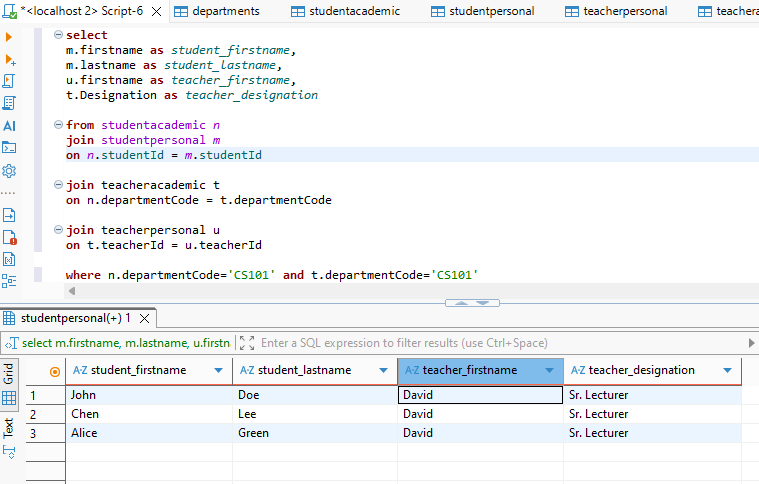 *<localhost 2> Script-6
departments
studentacademic
studentpersonal
teacherpersonal
teachera
select
m.firstname as student_firstname,
m.lastname as student_lastname,
u.firstname as teacher_firstname,
t.Designation as teacher_designation
from studentacademic n
join studentpersonal m
on n.studentId = m.studentId
join teacheracademic t
on n.departmentCode = t.departmentCode
join teacherpersonal u
on t.teacherId = u.teacherId
where n.departmentCode='CS101' and t.departmentCode='CS101'
AI
studentpersonal(+) 1
select m.firstname, m.lastname, u.firstn
Enter a SQL expression to filter results (use Ctrl+Space)
Grid
Text
A-Z student_firstname A-Z student_lastname A-Z teacher_firstname A-Z teacher_designation
1 John Doe David Sr. Lecturer
2 Chen Lee David Sr. Lecturer
3 Alice Green David Sr. Lecturer